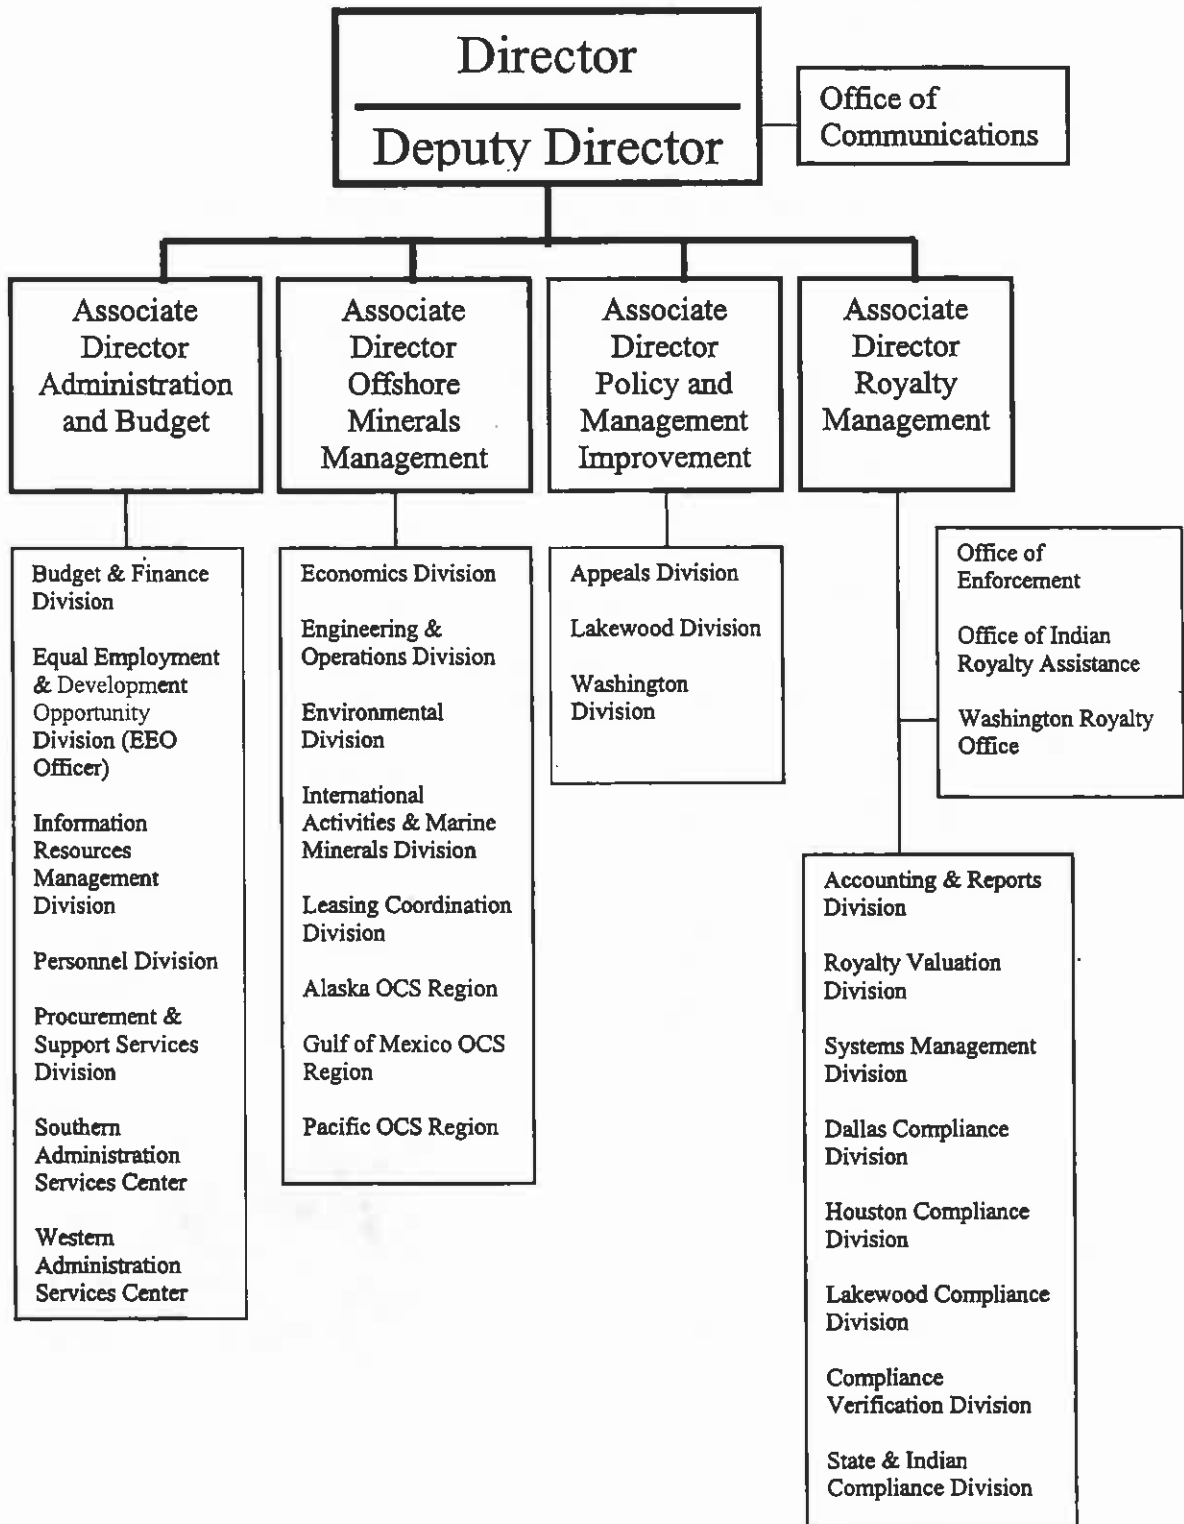 Director
Deputy Director
Office of
Communications
Associate
Director
Administration
and Budget
Associate
Director
Offshore
Minerals
Management
Associate
Director
Policy and
Management
Improvement
Associate
Director
Royalty
Management
Budget & Finance
Division
Equal Employment
& Development
Opportunity
Division (EEO
Officer)
Information
Resources
Management
Division
Personnel Division
Procurement &
Support Services
Division
Southern
Administration
Services Center
Western
Administration
Services Center
Economics Division
Engineering &
Operations Division
Environmental
Division
International
Activities & Marine
Minerals Division
Leasing Coordination
Division
Alaska OCS Region
Gulf of Mexico OCS
Region
Pacific OCS Region
Appeals Division
Lakewood Division
Washington
Division
Office of
Enforcement
Office of Indian
Royalty Assistance
Washington Royalty
Office
Accounting & Reports
Division
Royalty Valuation
Division
Systems Management
Division
Dallas Compliance
Division
Houston Compliance
Division
Lakewood Compliance
Division
Compliance
Verification Division
State & Indian
Compliance Division